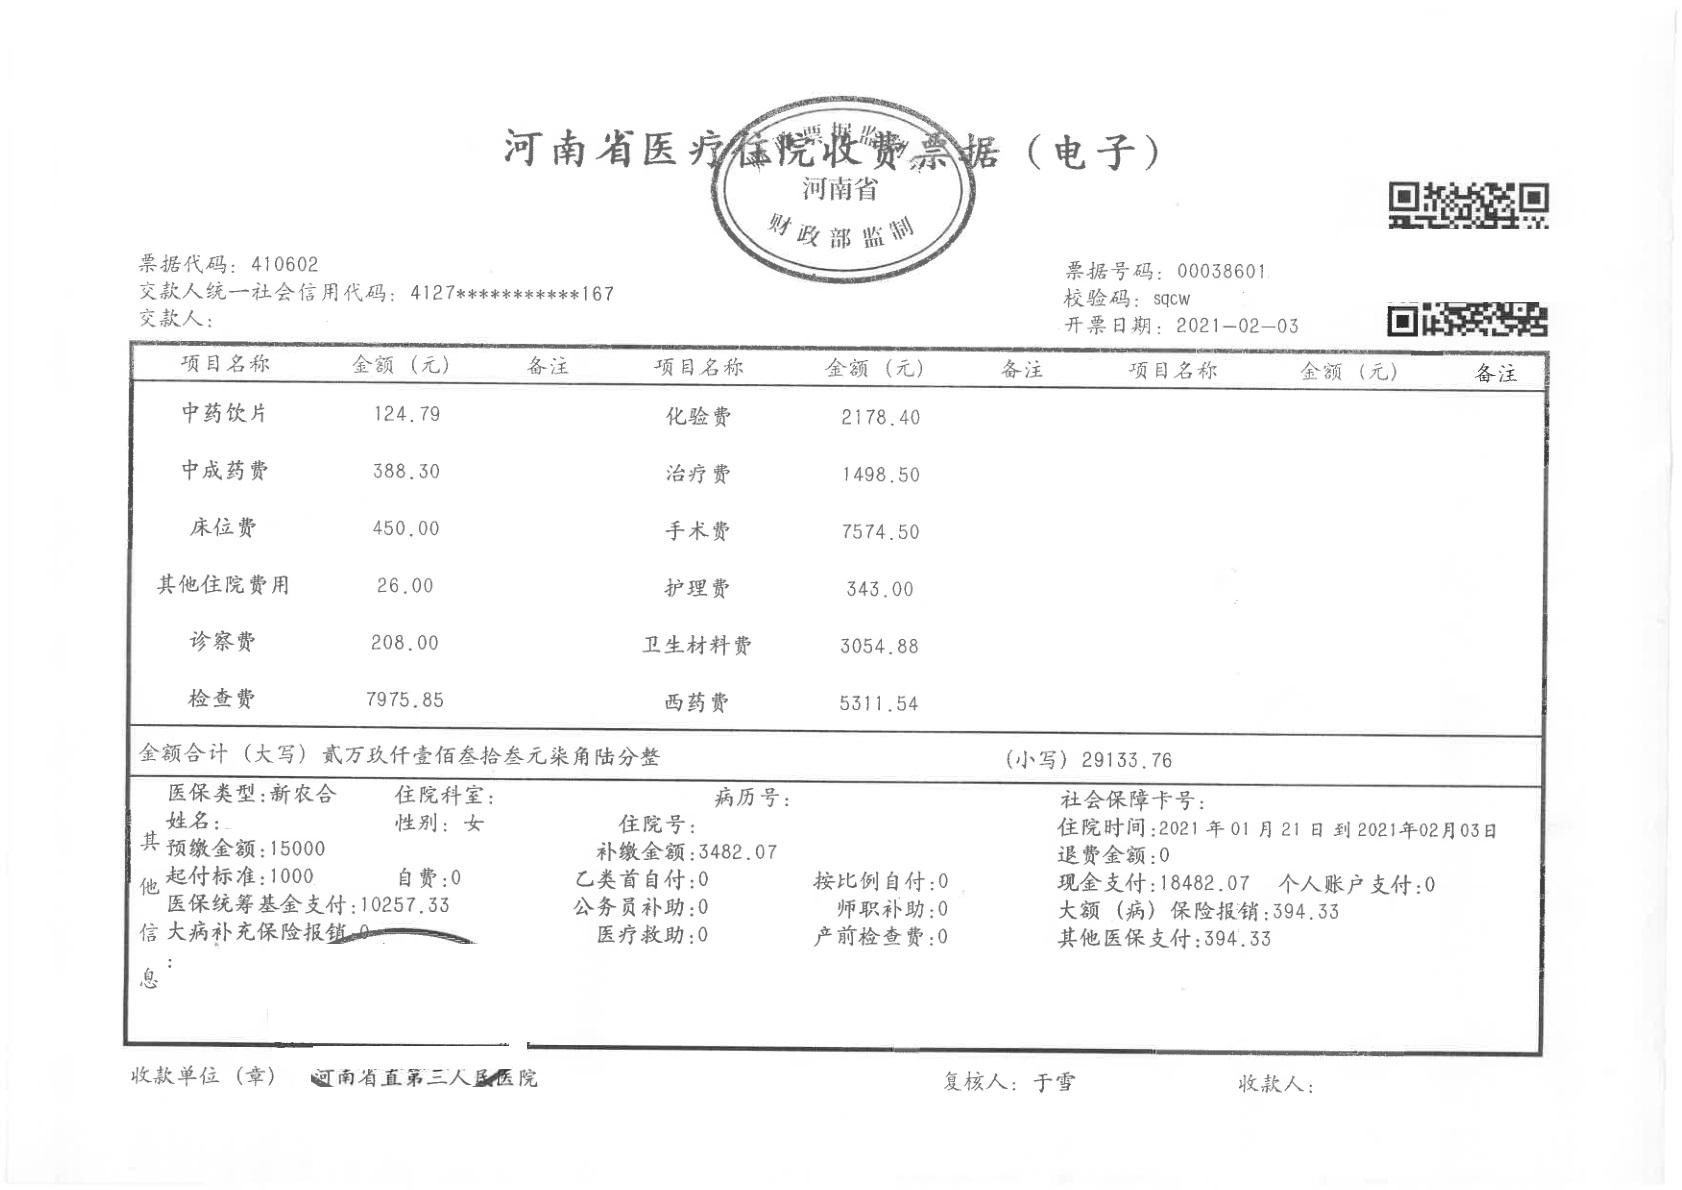 河南省医疗住院收费票据（电子）
票据监制
河南省
财政部监制
票据代码：410602
交款人统一社会信用代码：4127***********167
交款人：
票据号码：00038601
校验码：sqcw
开票日期：2021-02-03
项目名称 金额（元） 备注 项目名称 金额（元） 备注 项目名称 金额（元） 备注
中药饮片 124.79 化验费 2178.40
中成药费 388.30 治疗费 1498.50
床位费 450.00 手术费 7574.50
其他住院费用 26.00 护理费 343.00
诊察费 208.00 卫生材料费 3054.88
检查费 7975.85 西药费 5311.54
金额合计（大写）贰万玖仟壹佰叁拾叁元柒角陆分整 （小写）29133.76
其他信息：
医保类型:新农合 住院科室: 病历号: 社会保障卡号:
姓名: 性别：女 住院号: 住院时间:2021年01月21日到2021年02月03日
预缴金额:15000 补缴金额:3482.07 退费金额:0
起付标准:1000 自费:0 乙类首自付:0 按比例自付:0 现金支付:18482.07 个人账户支付:0
医保统筹基金支付:10257.33 公务员补助:0 师职补助:0 大额（病）保险报销:394.33
大病补充保险报销:0 医疗救助:0 产前检查费:0 其他医保支付:394.33
收款单位（章） 河南省直第三人民医院 复核人：于雪 收款人：